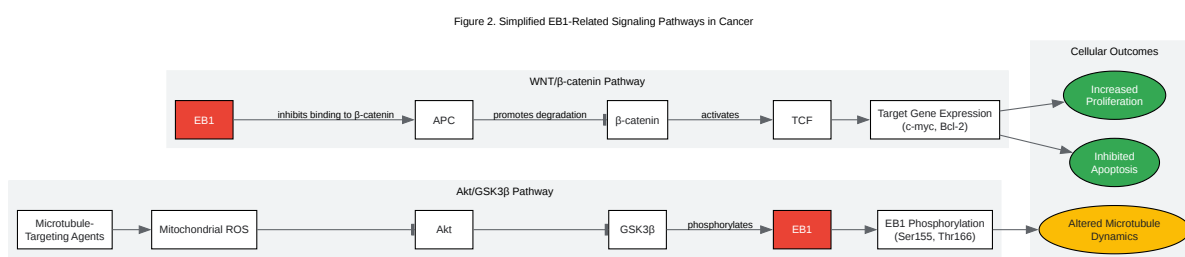 Figure 2. Simplified EB1-Related Signaling Pathways in Cancer
Cellular Outcomes
WNT/β-catenin Pathway
EB1
inhibits binding to β-catenin
APC
promotes degradation
β-catenin
activates
TCF
Target Gene Expression
(c-myc, Bcl-2)
Increased
Proliferation
Inhibited
Apoptosis
Akt/GSK3β Pathway
Microtubule-
Targeting Agents
Mitochondrial ROS
Akt
GSK3β
phosphorylates
EB1
EB1 Phosphorylation
(Ser155, Thr166)
Altered Microtubule
Dynamics